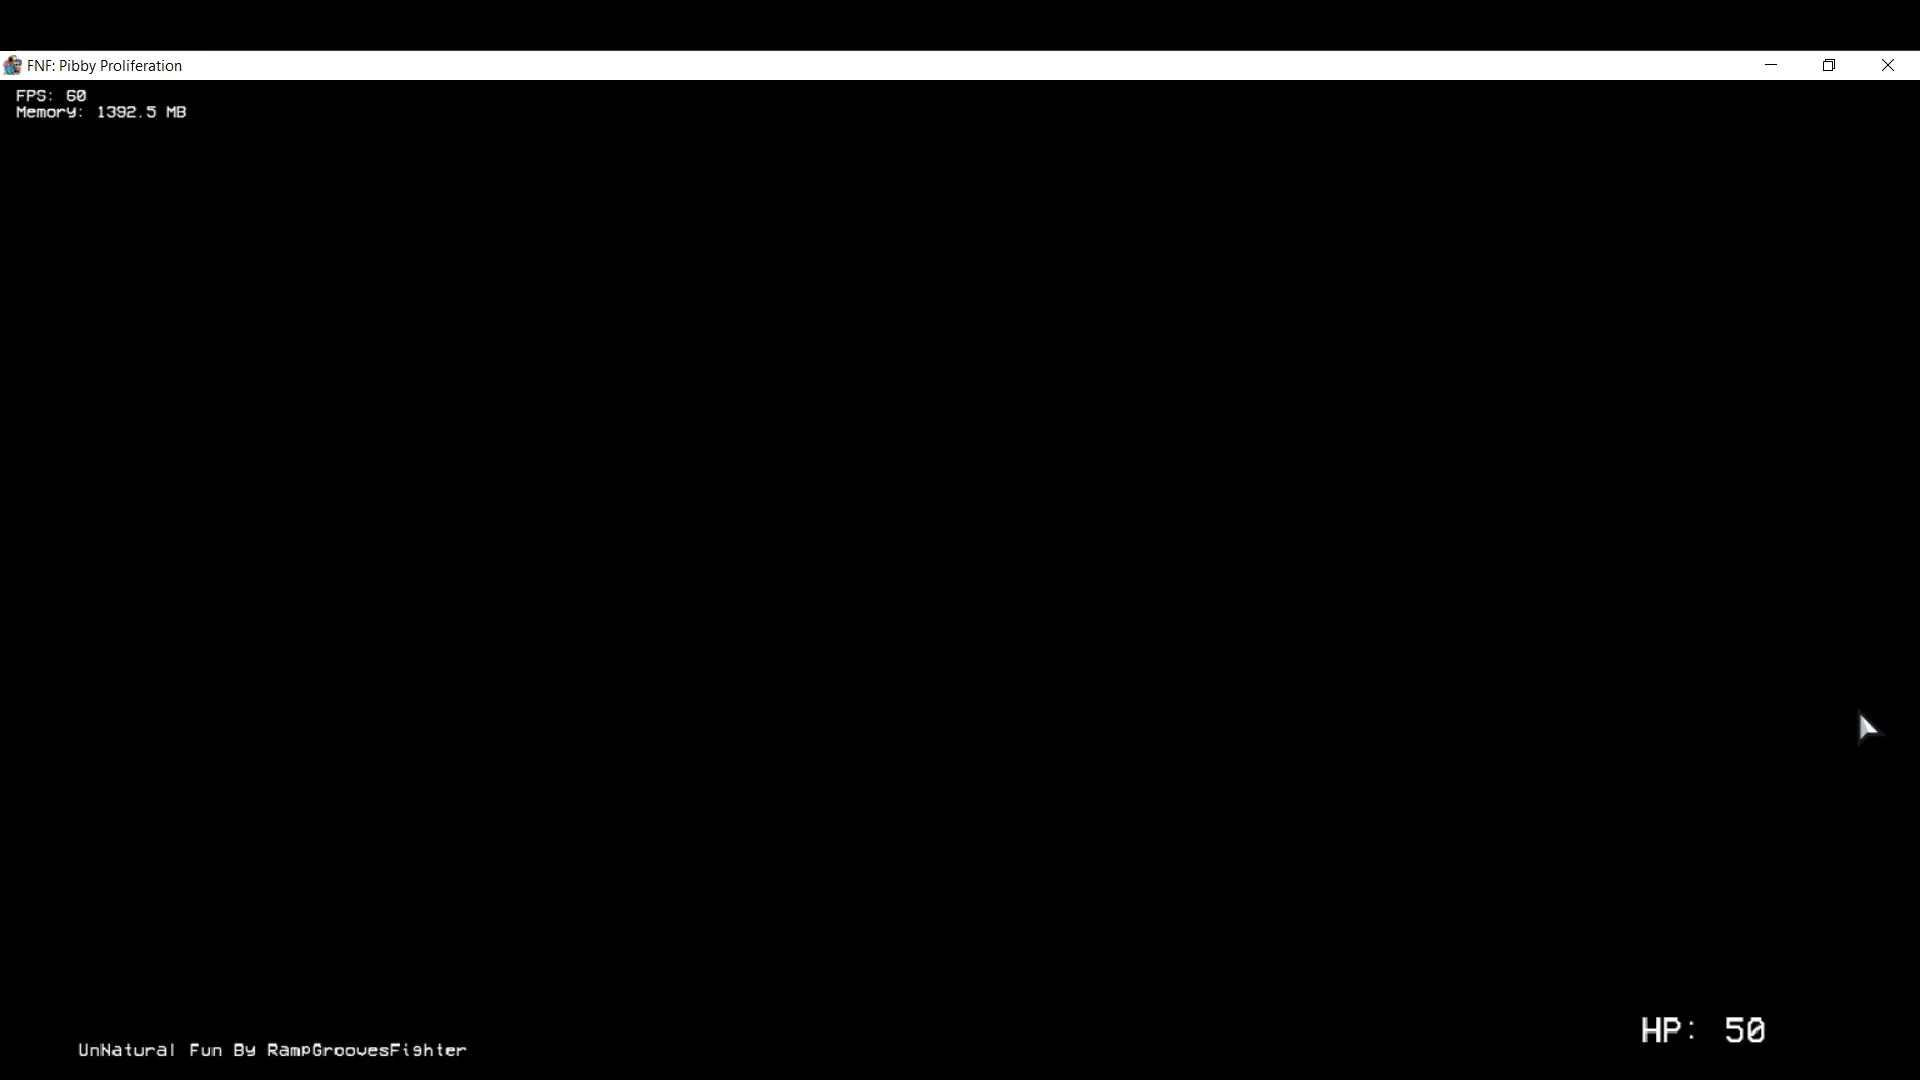 FNF: Pibby Proliferation
FPS: 60
Memory: 1392.5 MB
HP: 50
UnNatural Fun By RampGroovesFighter